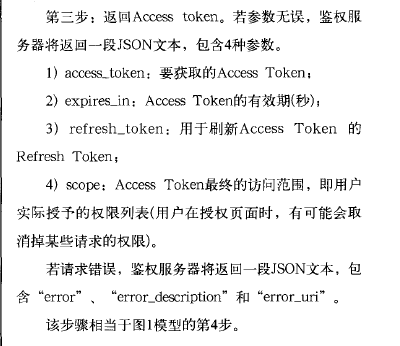 第三步：返回Access token。若参数无误，鉴权服
务器将返回一段JSON文本，包含4种参数。
1) access_token：要获取的Access Token；
2) expires_in：Access Token的有效期(秒)；
3) refresh_token：用于刷新Access Token 的
Refresh Token；
4) scope：Access Token最终的访问范围，即用户
实际授予的权限列表(用户在授权页面时，有可能会取
消掉某些请求的权限)。
若请求错误，鉴权服务器将返回一段JSON文本，包
含“error”、“error_description”和“error_uri”。
该步骤相当于图1模型的第4步。